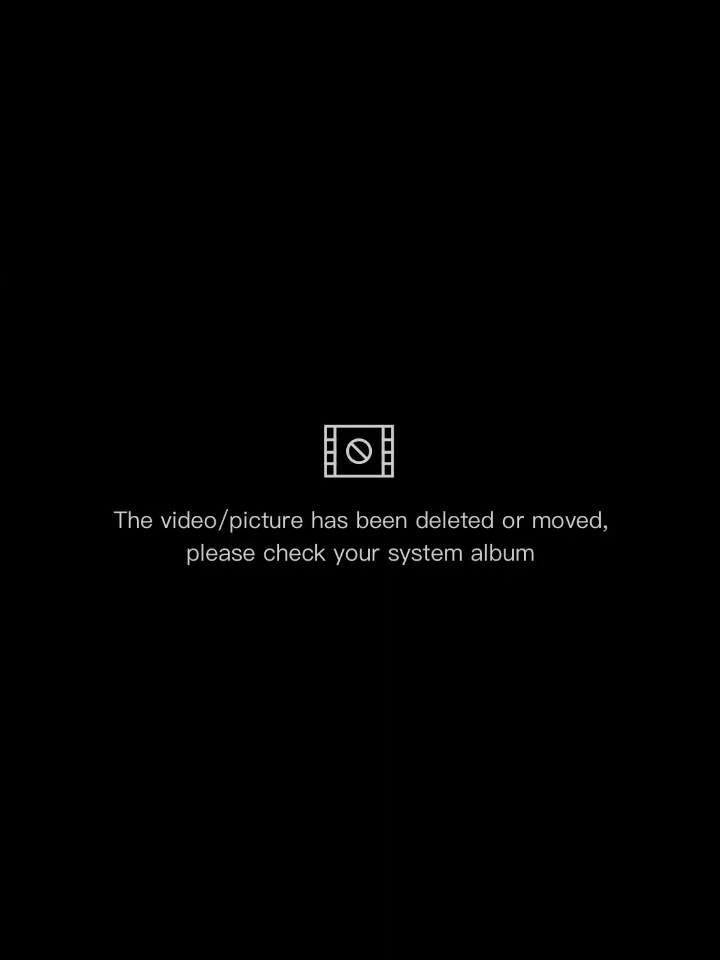 The video/picture has been deleted or moved,
please check your system album